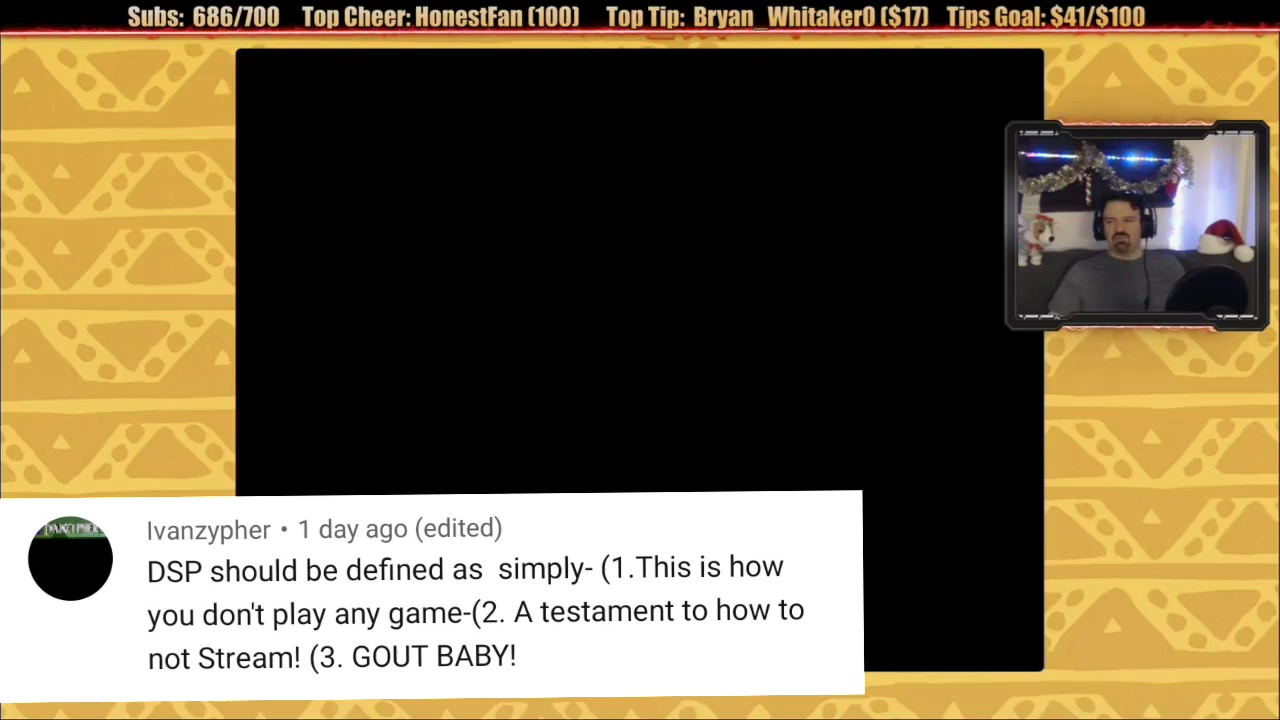 Subs: 686/700 Top Cheer: HonestFan (100) Top Tip: Bryan_Whitaker0 ($17) Tips Goal: $41/$100
Ivanzypher • 1 day ago (edited)
DSP should be defined as simply- (1.This is how
you don't play any game-(2. A testament to how to
not Stream! (3. GOUT BABY!